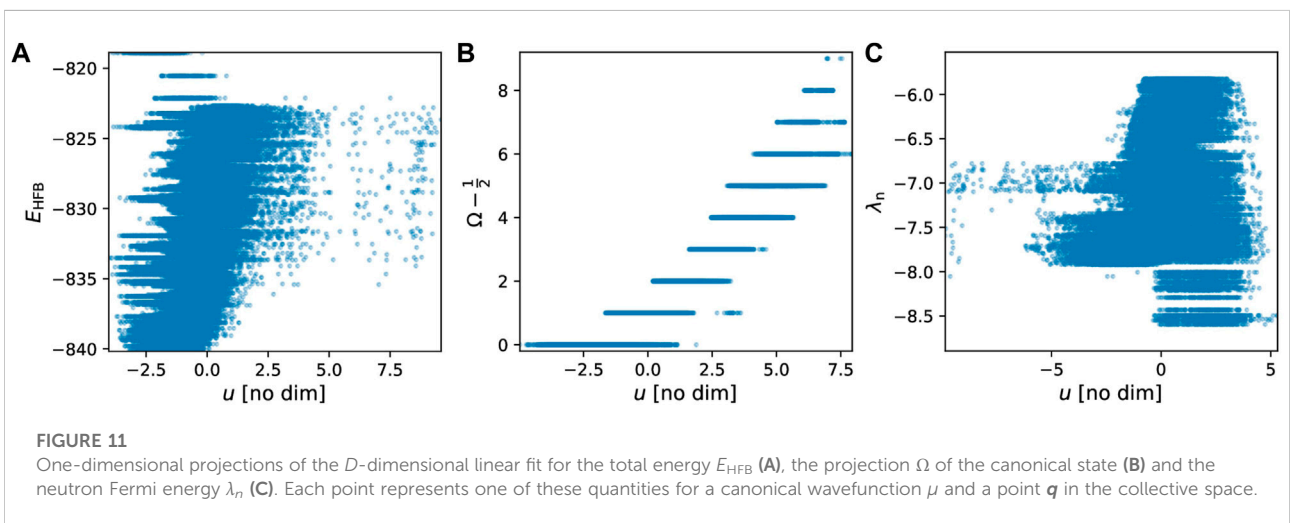 A
B
C
−820
−825
−830
−835
−840
E_HFB
−2.5
0.0
2.5
5.0
7.5
u [no dim]
8
6
4
2
0
Ω − 1/2
−2.5
0.0
2.5
5.0
7.5
u [no dim]
−6.0
−6.5
−7.0
−7.5
−8.0
−8.5
λ_n
−5
0
5
u [no dim]
FIGURE 11
One-dimensional projections of the D-dimensional linear fit for the total energy E_HFB (A), the projection Ω of the canonical state (B) and the
neutron Fermi energy λ_n (C). Each point represents one of these quantities for a canonical wavefunction μ and a point q in the collective space.